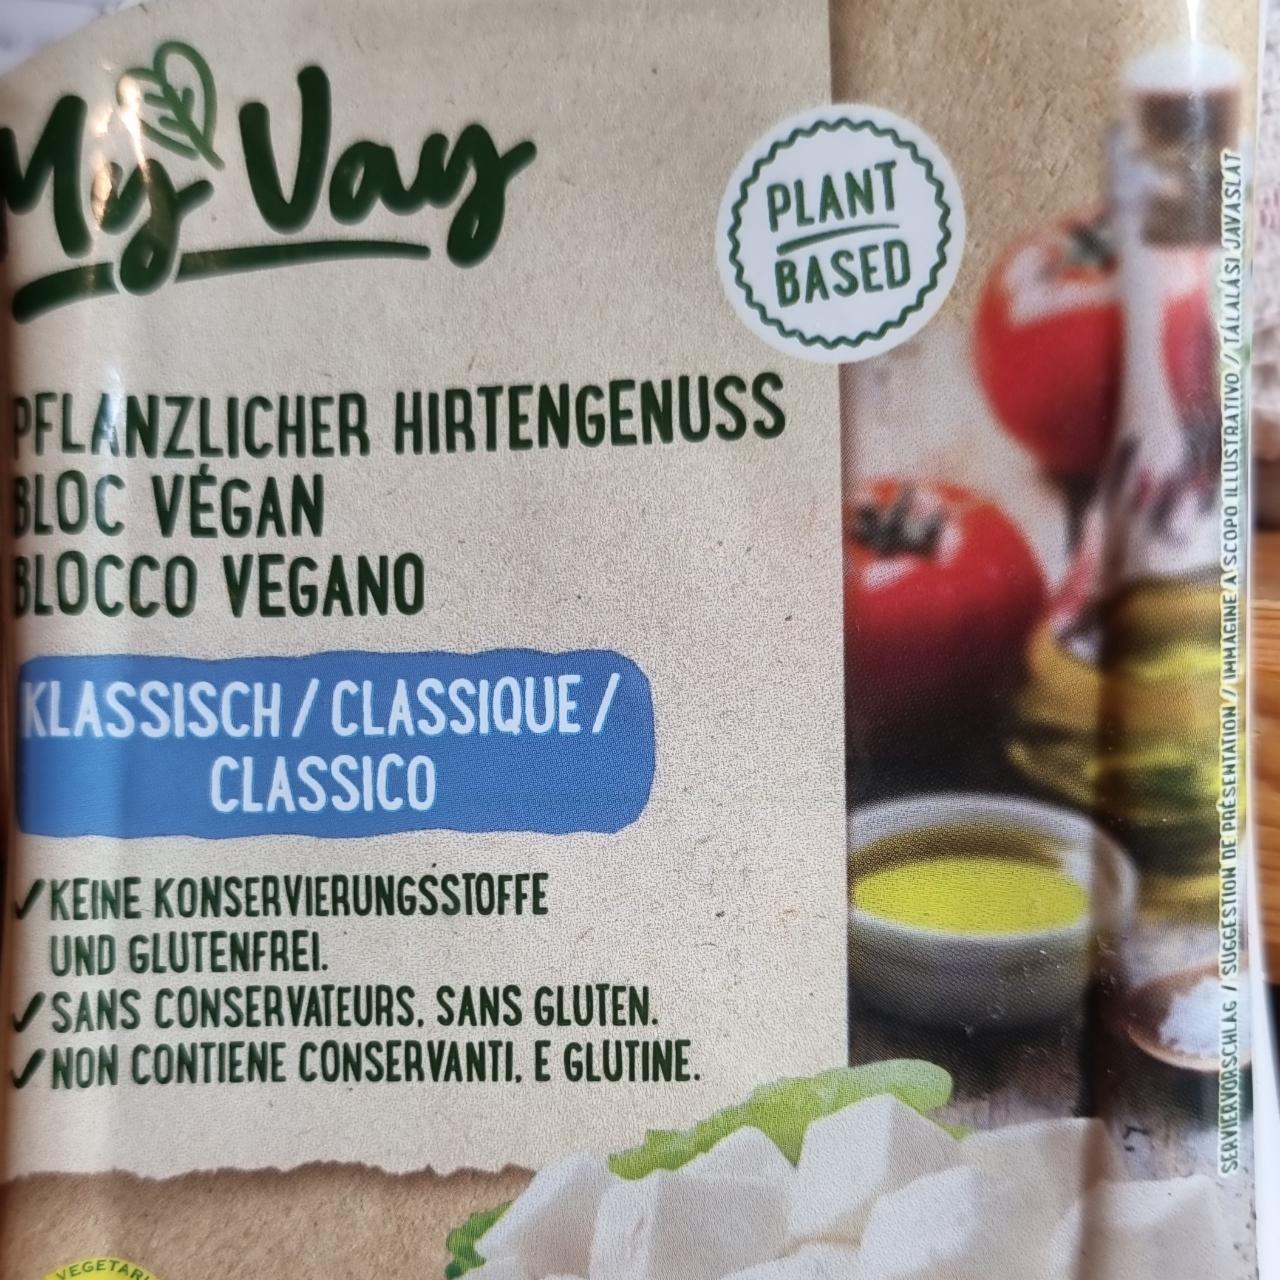 My Vay
PLANT
BASED
PFLANZLICHER HIRTENGENUSS
BLOC VÉGAN
BLOCCO VEGANO
KLASSISCH / CLASSIQUE /
CLASSICO
✓ KEINE KONSERVIERUNGSSTOFFE
UND GLUTENFREI.
✓ SANS CONSERVATEURS, SANS GLUTEN.
✓ NON CONTIENE CONSERVANTI, E GLUTINE.
SERVIERVORSCHLAG / SUGGESTION DE PRÉSENTATION // IMMAGINE A SCOPO ILLUSTRATIVO // TÁLALÁSI JAVASLAT